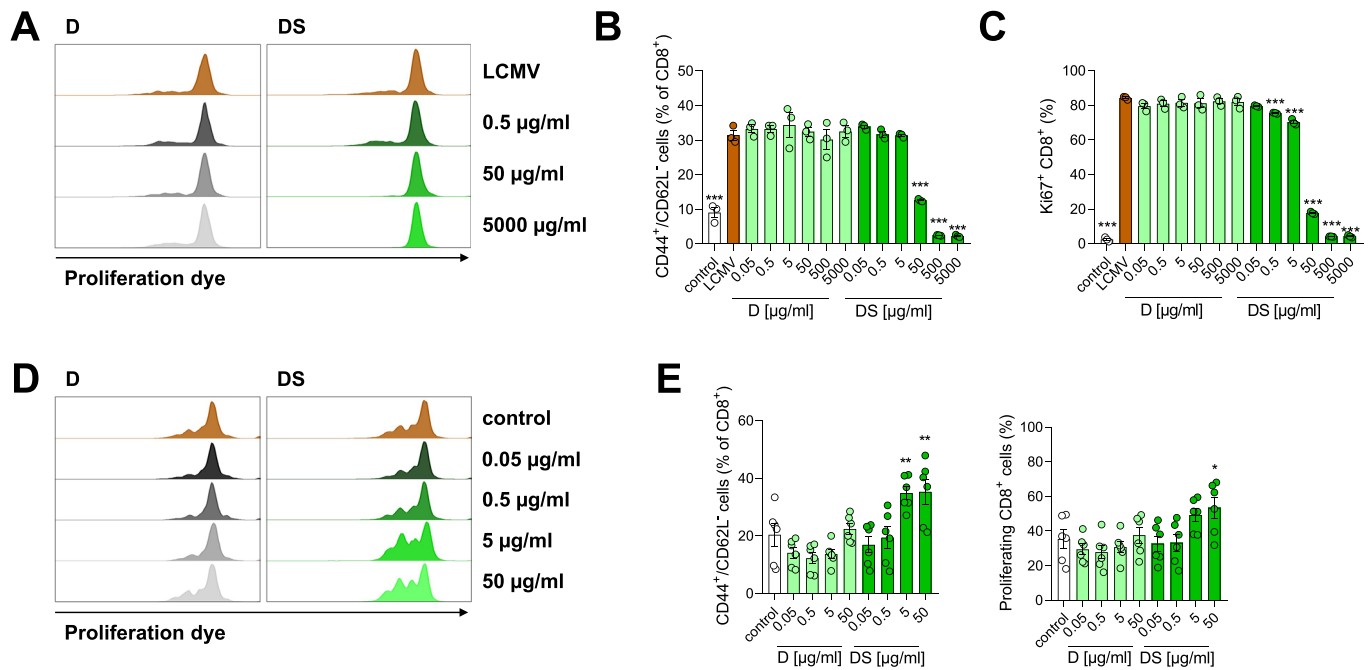 A
D
DS
LCMV
0.5 µg/ml
50 µg/ml
5000 µg/ml
Proliferation dye
B
CD44⁺/CD62L⁻ cells (% of CD8⁺)
50
40
30
20
10
0
***
***
***
***
control
LCMV
0.05
0.5
5
50
500
5000
0.05
0.5
5
50
500
5000
D [µg/ml]
DS [µg/ml]
C
Ki67⁺ CD8⁺ (%)
100
80
60
40
20
0
***
***
***
***
***
***
control
LCMV
0.05
0.5
5
50
500
5000
0.05
0.5
5
50
500
5000
D [µg/ml]
DS [µg/ml]
D
D
DS
control
0.05 µg/ml
0.5 µg/ml
5 µg/ml
50 µg/ml
Proliferation dye
E
CD44⁺/CD62L⁻ cells (% of CD8⁺)
60
40
20
0
**
**
control
0.05
0.5
5
50
0.05
0.5
5
50
D [µg/ml]
DS [µg/ml]
Proliferating CD8⁺ cells (%)
100
80
60
40
20
0
*
control
0.05
0.5
5
50
0.05
0.5
5
50
D [µg/ml]
DS [µg/ml]